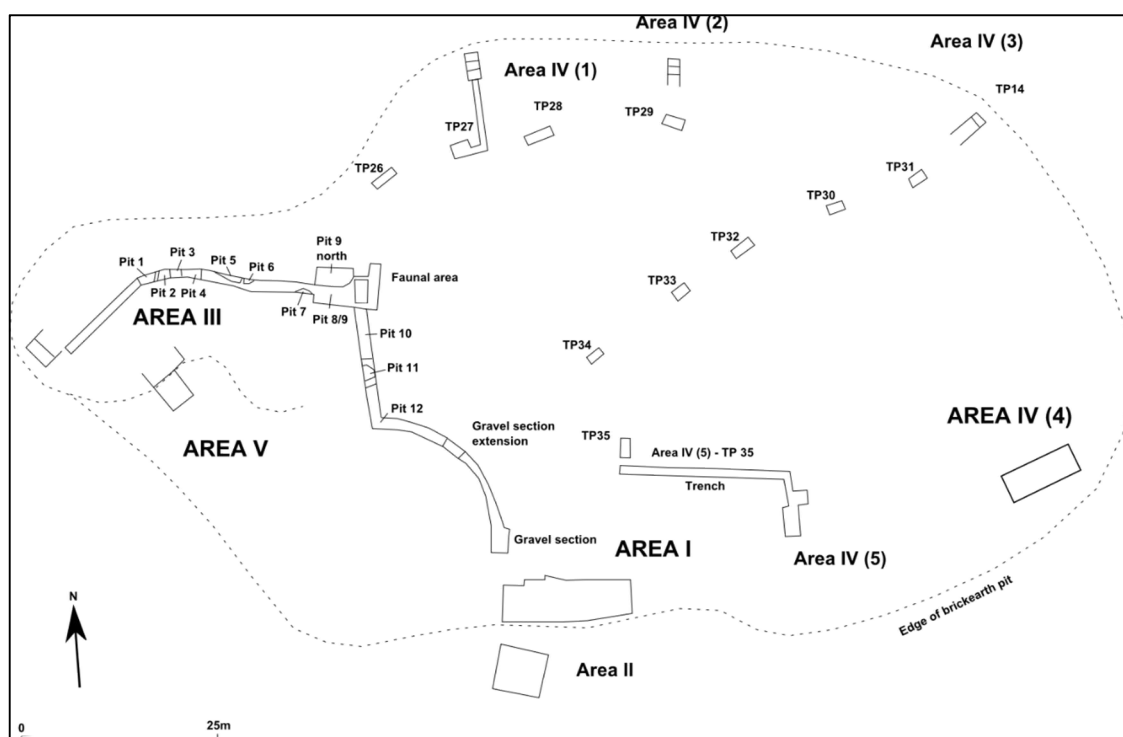 Area IV (2)
Area IV (3)
Area IV (1)
TP14
TP28
TP29
TP27
TP26
TP31
TP30
TP32
Pit 9
north
Pit 3
Pit 1
Pit 5
Pit 6
Faunal area
Pit 2
Pit 4
TP33
Pit 7
Pit 8/9
AREA III
Pit 10
TP34
Pit 11
Pit 12
AREA IV (4)
Gravel section
extension
TP35
AREA V
Area IV (5) - TP 35
Trench
Gravel section
AREA I
Area IV (5)
N
Edge of brickearth pit
Area II
0
25m